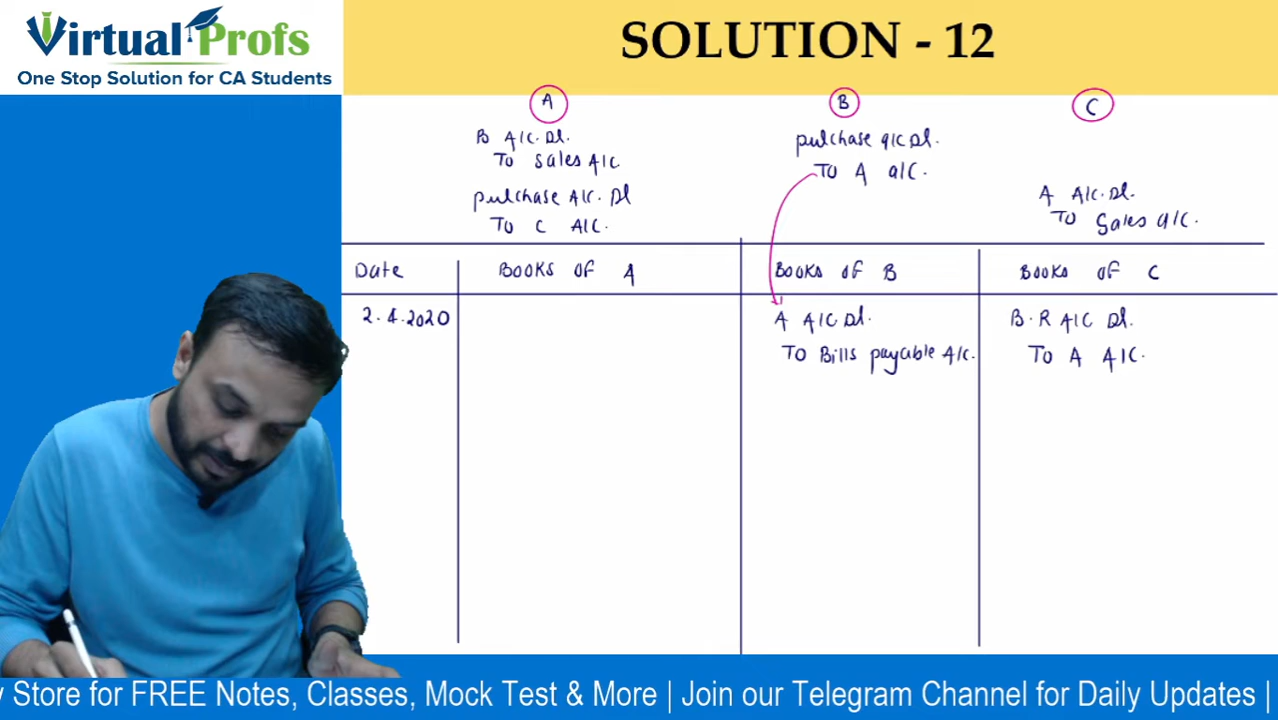 Virtual Profs
One Stop Solution for CA Students
SOLUTION - 12
A
B A/C. Dr.
To Sales A/C
purchase A/C. Dr
To C A/C.
B
purchase a/c Dr.
To A a/c.
C
A A/C. Dr.
To Sales a/c.
Date
Books of A
Books of B
Books of C
2.4.2020
A A/C Dr.
To Bills payable A/C.
B.R A/C Dr.
To A A/C.
y Store for FREE Notes, Classes, Mock Test & More | Join our Telegram Channel for Daily Updates |